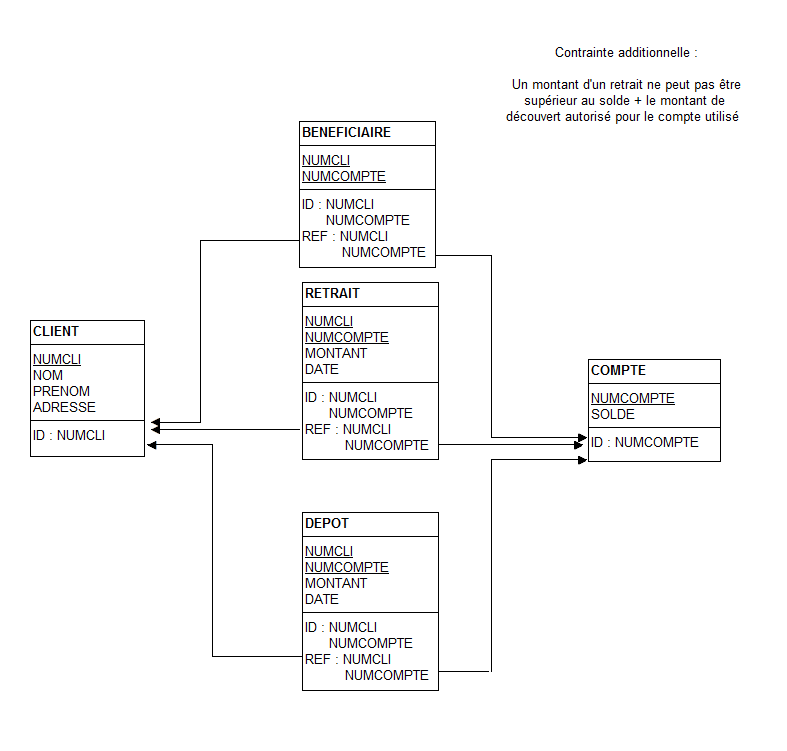 Contrainte additionnelle :
Un montant d'un retrait ne peut pas être
supérieur au solde + le montant de
découvert autorisé pour le compte utilisé
BENEFICIAIRE
NUMCLI
NUMCOMPTE
ID : NUMCLI
NUMCOMPTE
REF : NUMCLI
NUMCOMPTE
RETRAIT
NUMCLI
NUMCOMPTE
MONTANT
DATE
ID : NUMCLI
NUMCOMPTE
REF : NUMCLI
NUMCOMPTE
CLIENT
NUMCLI
NOM
PRENOM
ADRESSE
ID : NUMCLI
COMPTE
NUMCOMPTE
SOLDE
ID : NUMCOMPTE
DEPOT
NUMCLI
NUMCOMPTE
MONTANT
DATE
ID : NUMCLI
NUMCOMPTE
REF : NUMCLI
NUMCOMPTE